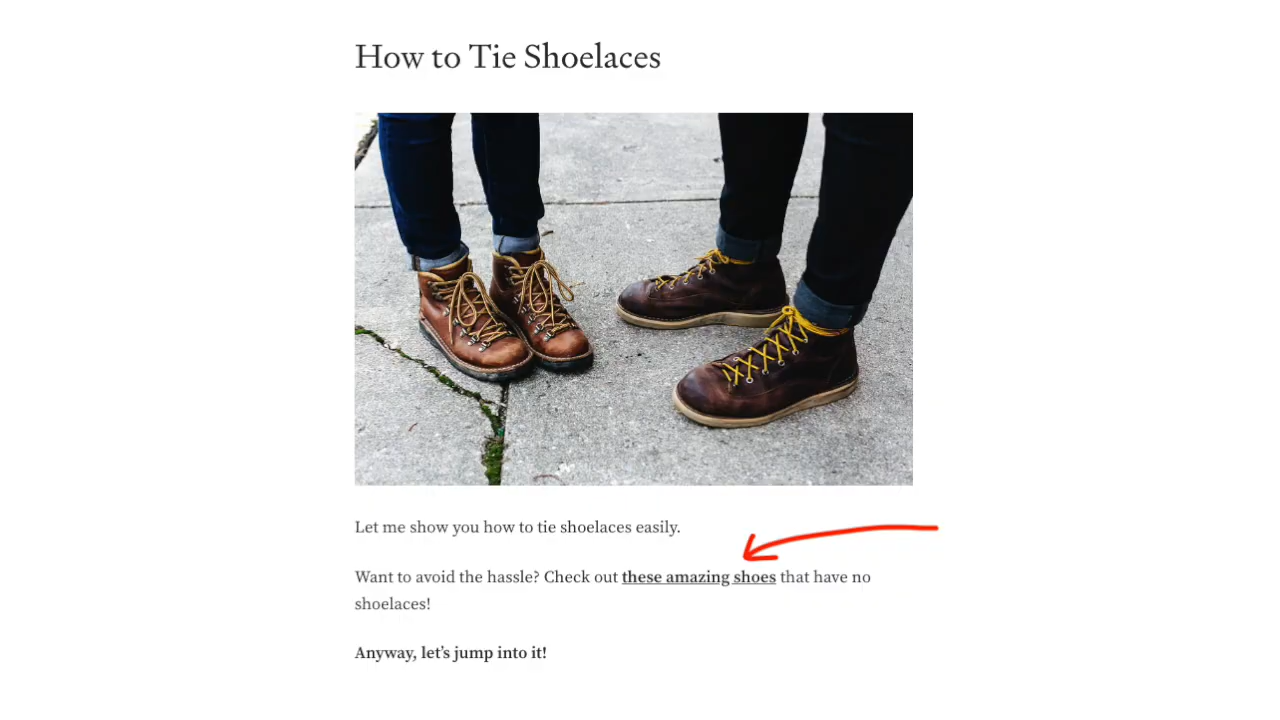 How to Tie Shoelaces
Let me show you how to tie shoelaces easily.
Want to avoid the hassle? Check out these amazing shoes that have no
shoelaces!
Anyway, let’s jump into it!